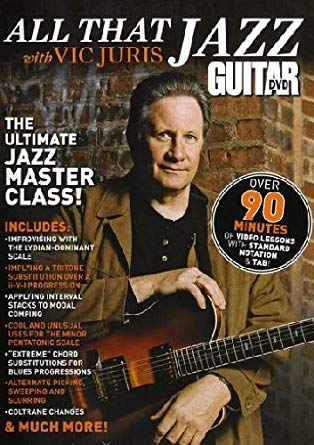 ALL THAT JAZZ
with VIC JURIS
GUITAR
DVD
THE
ULTIMATE
JAZZ
MASTER
CLASS!
OVER
90
MINUTES
OF VIDEO LESSONS
WITH STANDARD
NOTATION
& TAB!
INCLUDES:
•IMPROVISING WITH
THE LYDIAN-DOMINANT
SCALE
•IMPLYING A TRITONE
SUBSTITUTION OVER A
II-V-I PROGRESSION
•APPLYING INTERVAL
STACKS TO MODAL
COMPING
•COOL AND UNUSUAL
USES FOR THE MINOR
PENTATONIC SCALE
•"EXTREME" CHORD
SUBSTITUTIONS FOR
BLUES PROGRESSIONS
•ALTERNATE PICKING,
SWEEPING AND
SLURRING
•COLTRANE CHANGES
& MUCH MORE!